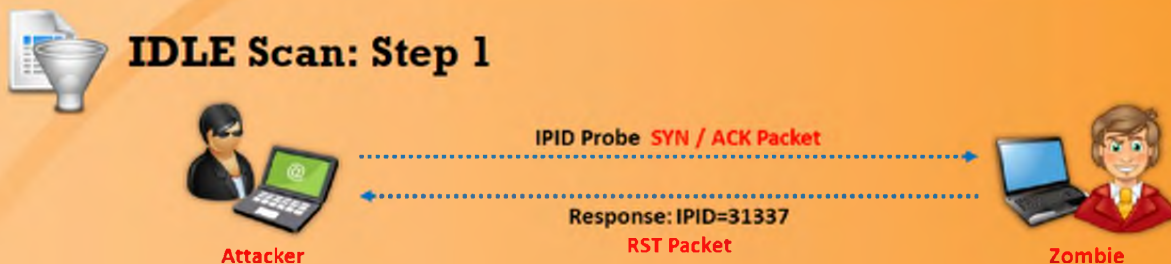 IDLE Scan: Step 1
IPID Probe SYN / ACK Packet
@
Response: IPID=31337
RST Packet
Attacker
Zombie